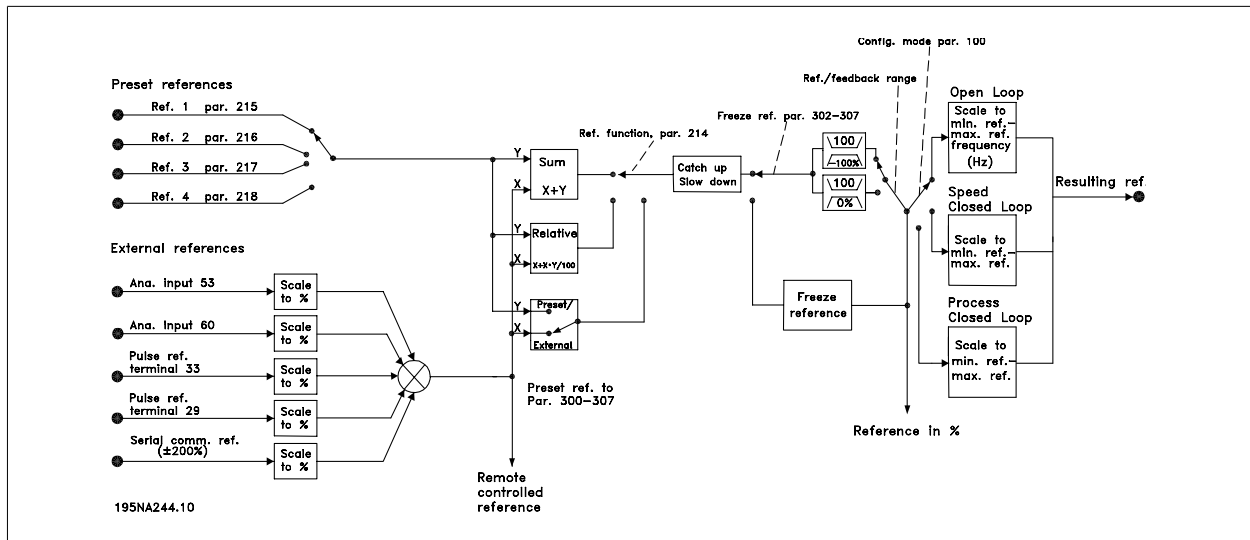 Config. mode par. 100
Ref./feedback range
Preset references
Ref. 1 par. 215
Ref. 2 par. 216
Ref. 3 par. 217
Ref. 4 par. 218
Freeze ref. par. 302-307
Ref. function, par. 214
Y
Sum
X
X+Y
Catch up
Slow down
100
-100%
100
0%
Open Loop
Scale to
min. ref.-
max. ref.
frequency
(Hz)
Resulting ref.
Speed
Closed Loop
Scale to
min. ref.-
max. ref.
Process
Closed Loop
Scale to
min. ref.-
max. ref.
Y
Relative
X
X+X*Y/100
Y
Preset/
X
External
Freeze
reference
External references
Ana. input 53
Scale
to %
Ana. input 60
Scale
to %
Pulse ref.
terminal 33
Scale
to %
Pulse ref.
terminal 29
Scale
to %
Serial comm. ref.
(±200%)
Scale
to %
Preset ref. to
Par. 300-307
Reference in %
Remote
controlled
reference
195NA244.10